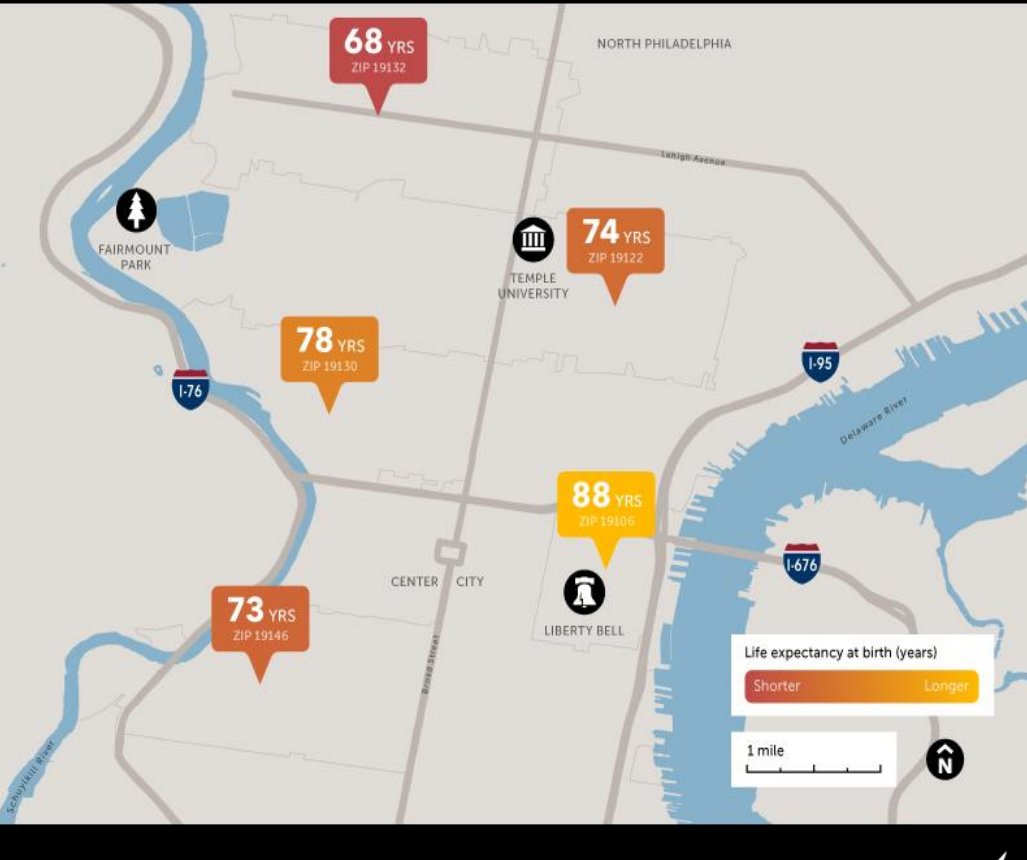 68 YRS
ZIP 19132
NORTH PHILADELPHIA
Lehigh Avenue
FAIRMOUNT
PARK
74 YRS
ZIP 19122
TEMPLE
UNIVERSITY
78 YRS
ZIP 19130
I-76
I-95
Delaware River
88 YRS
ZIP 19106
I-676
CENTER CITY
LIBERTY BELL
73 YRS
ZIP 19146
Broad Street
Schuylkill River
Life expectancy at birth (years)
Shorter Longer
1 mile
N